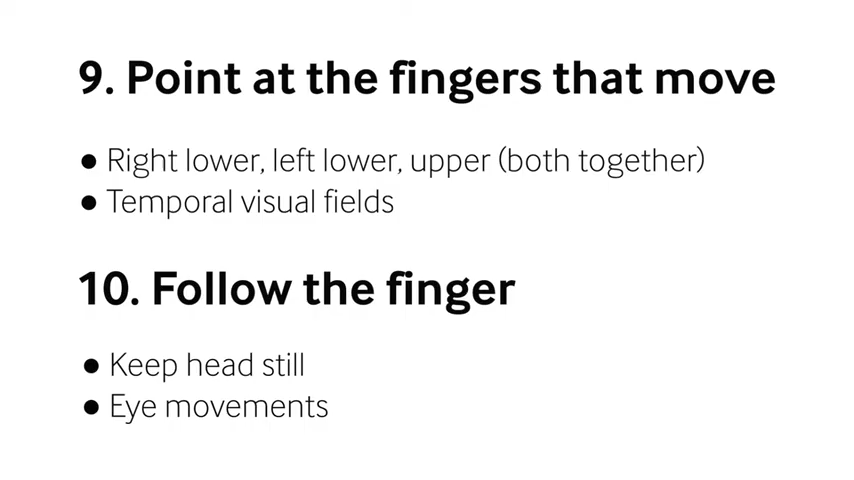 9. Point at the fingers that move
● Right lower, left lower, upper (both together)
● Temporal visual fields
10. Follow the finger
● Keep head still
● Eye movements